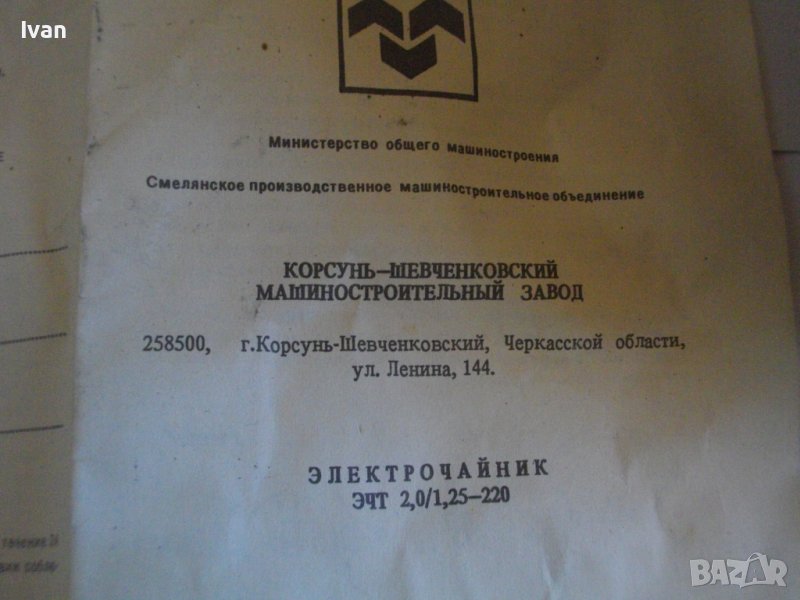 Ivan
Министерство общего машиностроения
Смелянское производственное машиностроительное объединение
КОРСУНЬ—ШЕВЧЕНКОВСКИЙ
МАШИНОСТРОИТЕЛЬНЫЙ ЗАВОД
258500, г.Корсунь-Шевченковский, Черкасской области,
ул. Ленина, 144.
ЭЛЕКТРОЧАЙНИК
ЭЧТ 2,0/1,25—220
BAZAR